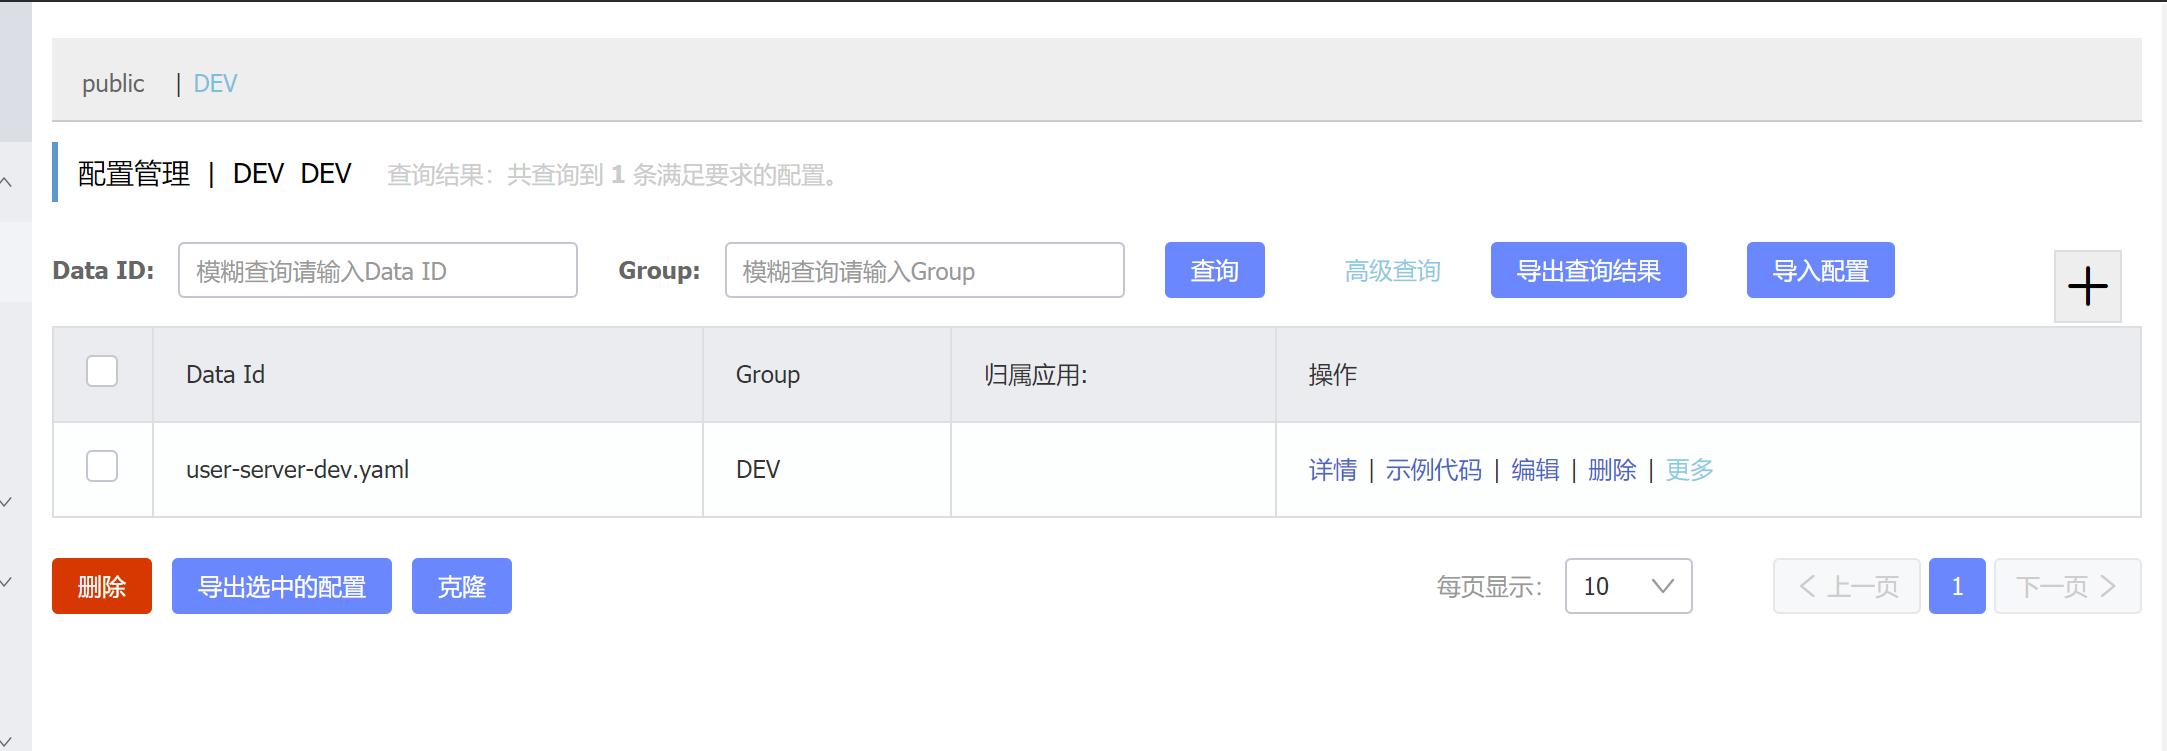 public | DEV
配置管理 | DEV DEV 查询结果：共查询到 1 条满足要求的配置。
Data ID: 模糊查询请输入Data ID Group: 模糊查询请输入Group 查询 高级查询 导出查询结果 导入配置
Data Id Group 归属应用: 操作
user-server-dev.yaml DEV 详情 | 示例代码 | 编辑 | 删除 | 更多
删除 导出选中的配置 克隆 每页显示： 10 上一页 1 下一页